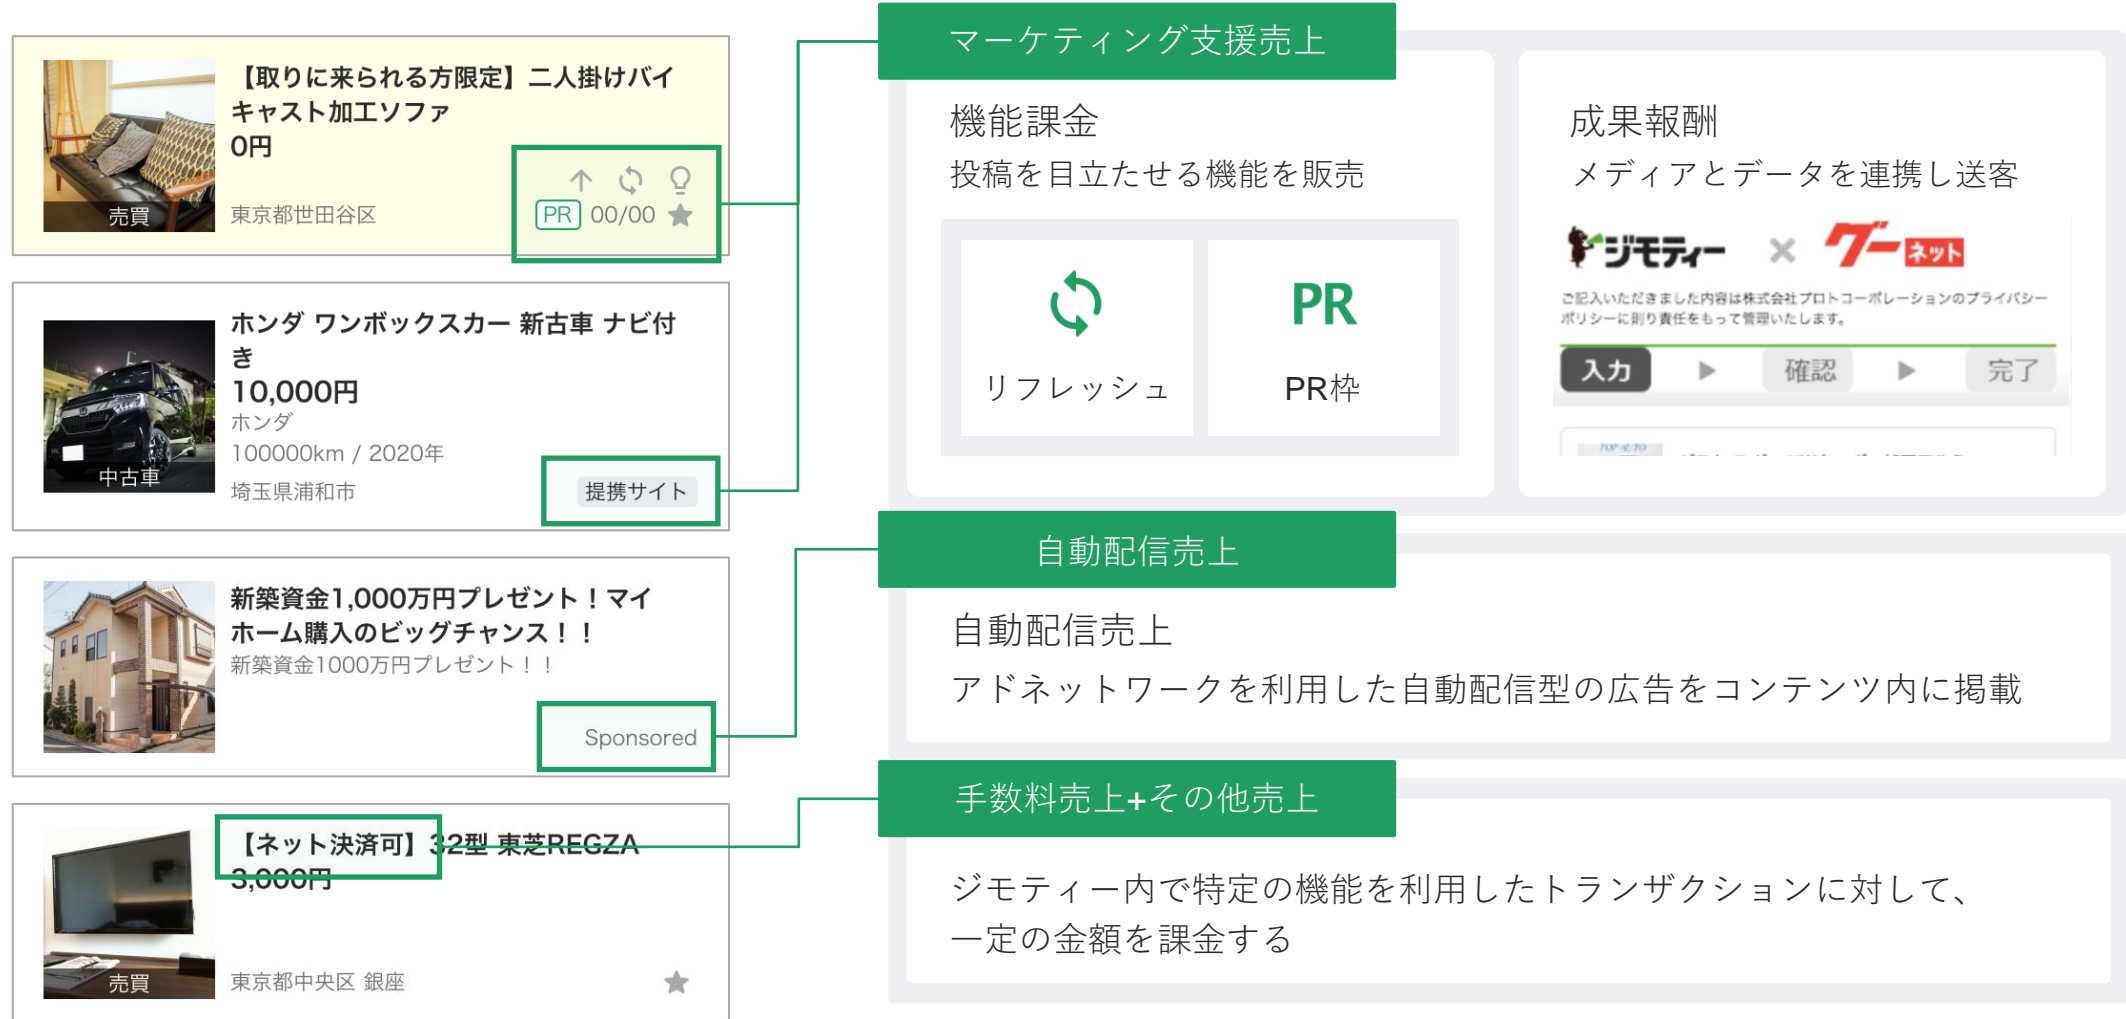 【取りに来られる方限定】二人掛けバイ
キャスト加工ソファ
0円
売買
東京都世田谷区
PR 00/00
ホンダ ワンボックスカー 新古車 ナビ付
き
10,000円
ホンダ
100000km / 2020年
中古車
埼玉県浦和市
提携サイト
新築資金1,000万円プレゼント！マイ
ホーム購入のビッグチャンス！！
新築資金1000万円プレゼント！！
Sponsored
【ネット決済可】32型 東芝REGZA
3,000円
売買
東京都中央区 銀座
マーケティング支援売上
機能課金
投稿を目立たせる機能を販売
PR
リフレッシュ
PR枠
成果報酬
メディアとデータを連携し送客
ジモティー × グーネット
ご記入いただきました内容は株式会社プロトコーポレーションのプライバシー
ポリシーに則り責任をもって管理いたします。
入力 ▶ 確認 ▶ 完了
自動配信売上
自動配信売上
アドネットワークを利用した自動配信型の広告をコンテンツ内に掲載
手数料売上+その他売上
ジモティー内で特定の機能を利用したトランザクションに対して、
一定の金額を課金する